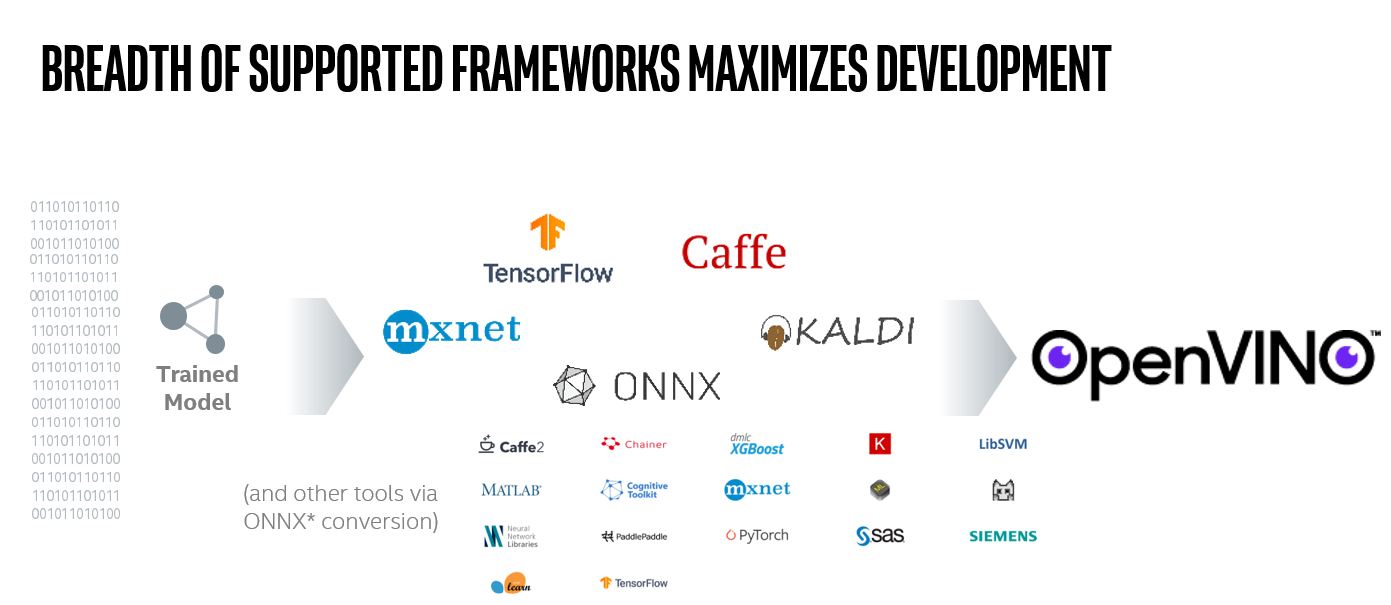 BREADTH OF SUPPORTED FRAMEWORKS MAXIMIZES DEVELOPMENT
011010110110
110101101011
001011010100
011010110110
110101101011
001011010100
011010110110
110101101011
001011010100
011010110110
110101101011
001011010100
011010110110
110101101011
001011010100
011010110110
110101101011
001011010100
Trained
Model
TensorFlow
Caffe
mxnet
KALDI
ONNX
OpenVINO™
(and other tools via
ONNX* conversion)
Caffe2
Chainer
dmlc
XGBoost
K
LibSVM
MATLAB®
Cognitive
Toolkit
mxnet
ML
Neural
Network
Libraries
PaddlePaddle
PyTorch
sas
SIEMENS
learn
TensorFlow